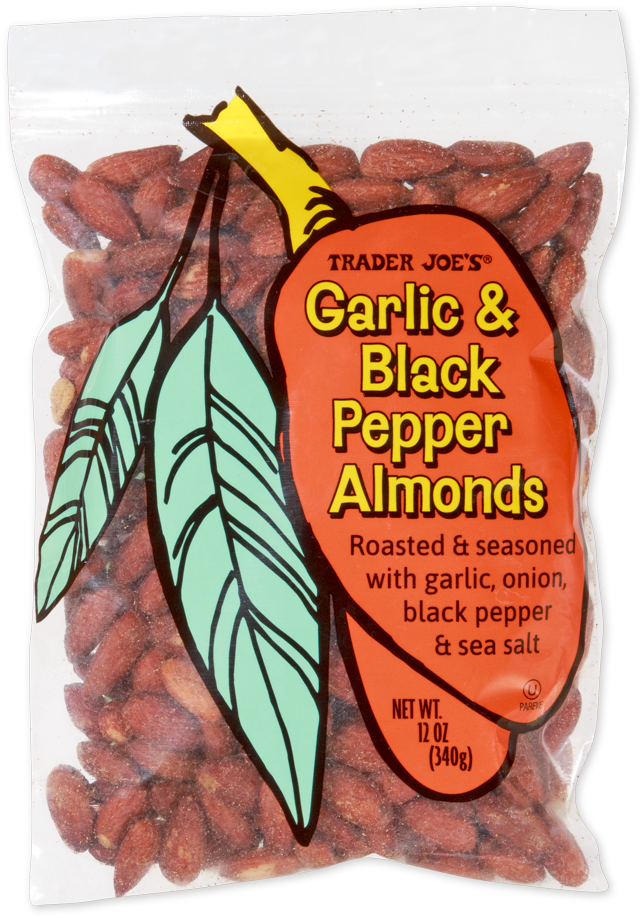 TRADER JOE'S®
Garlic &
Black
Pepper
Almonds
Roasted & seasoned
with garlic, onion,
black pepper
& sea salt
U
PAREVE
NET WT.
12 OZ
(340g)